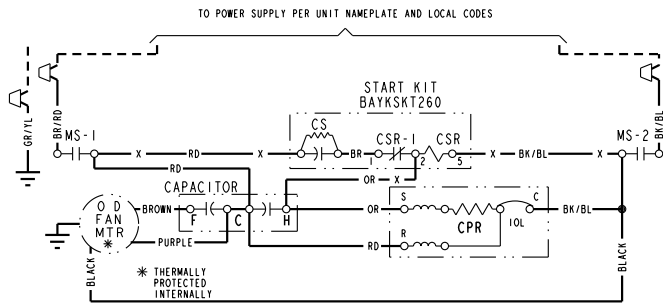 TO POWER SUPPLY PER UNIT NAMEPLATE AND LOCAL CODES
START KIT
BAYKSKT260
GR/YL
BR/RD
MS-1
CS
CSR-1
CSR
MS-2
BK/BL
X
RD
X
BR
1
2
5
X
BK/BL
X
RD
OR
X
CAPACITOR
O D
FAN
MTR
*
BROWN
F
C
H
OR
S
CPR
IOL
C
BK/BL
PURPLE
RD
R
BLACK
BLACK
* THERMALLY
PROTECTED
INTERNALLY